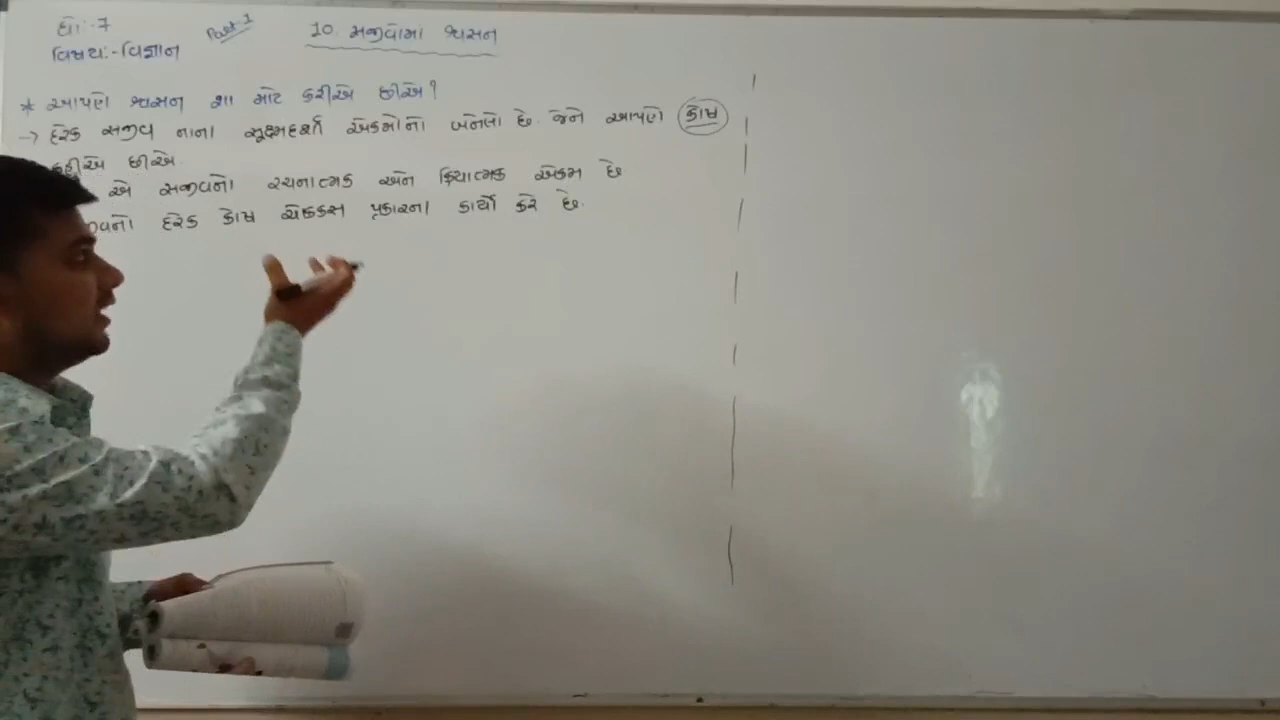 ધો:-7
Part-1
10. સજીવોમાં શ્વસન
વિષય:-વિજ્ઞાન
* આપણે શ્વસન શા માટે કરીએ છીએ?
→ દરેક સજીવ નાના સૂક્ષ્મદર્શી એકમોનો બનેલો છે. જેને આપણે કોષ
કહીએ છીએ.
એ સજીવનો રચનાત્મક અને ક્રિયાત્મક એકમ છે
દરેક કોષ ચોક્કસ પ્રકારના કાર્યો કરે છે.